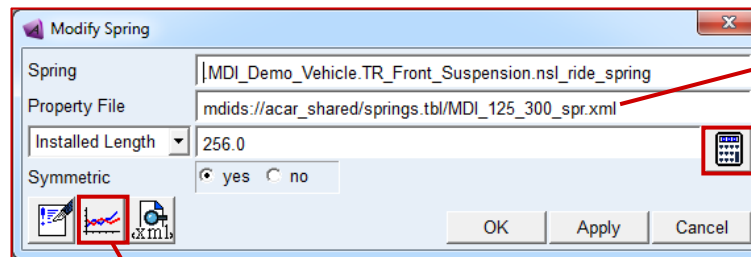 Modify Spring
Spring .MDI_Demo_Vehicle.TR_Front_Suspension.nsl_ride_spring
Property File mdids://acar_shared/springs.tbl/MDI_125_300_spr.xml
Installed Length 256.0
Symmetric yes no
xml OK Apply Cancel